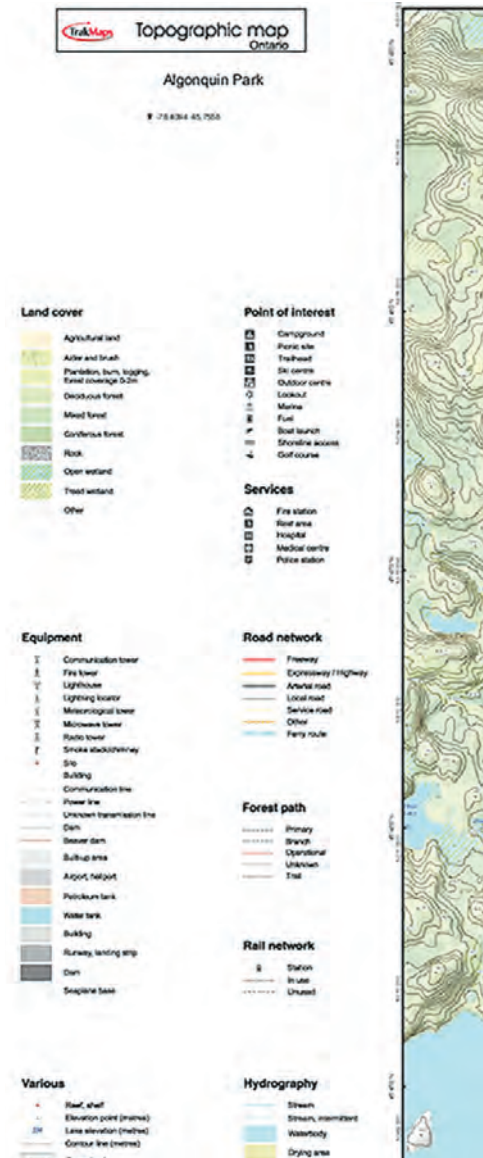 TrakMaps
Topographic map
Ontario
Algonquin Park
Land cover
Agricultural land
Alder and brush
Plantation, burn, logging,
forest coverage 0-2m
Deciduous forest
Mixed forest
Coniferous forest
Rock
Open wetland
Treed wetland
Other
Point of interest
Campground
Picnic site
Trailhead
Ski centre
Outdoor centre
Lookout
Marina
Fuel
Boat launch
Shoreline access
Golf course
Services
Fire station
Rest area
Hospital
Medical centre
Police station
Equipment
Communication tower
Fire tower
Lighthouse
Lightning locator
Meteorological tower
Microwave tower
Radio tower
Smoke stack/chimney
Silo
Building
Communication line
Power line
Unknown transmission line
Dam
Beaver dam
Built-up area
Airport, heliport
Petroleum tank
Water tank
Building
Runway, landing strip
Dam
Seaplane base
Road network
Freeway
Expressway / Highway
Arterial road
Local road
Service road
Other
Ferry route
Forest path
Primary
Branch
Operational
Unknown
Trail
Rail network
Station
In use
Unused
Various
Reef, shelf
Elevation point (metres)
Lake elevation (metres)
Contour line (metres)
Hydrography
Stream
Stream, intermittent
Waterbody
Drying area